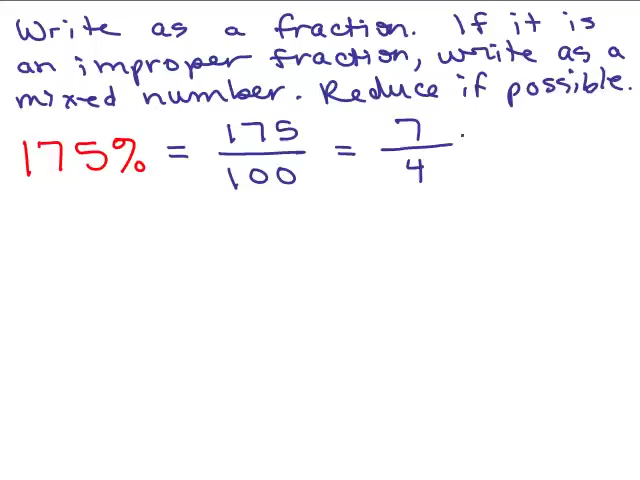 Write as a fraction. If it is
an improper fraction, write as a
mixed number. Reduce if possible.
175% = 175/100 = 7/4